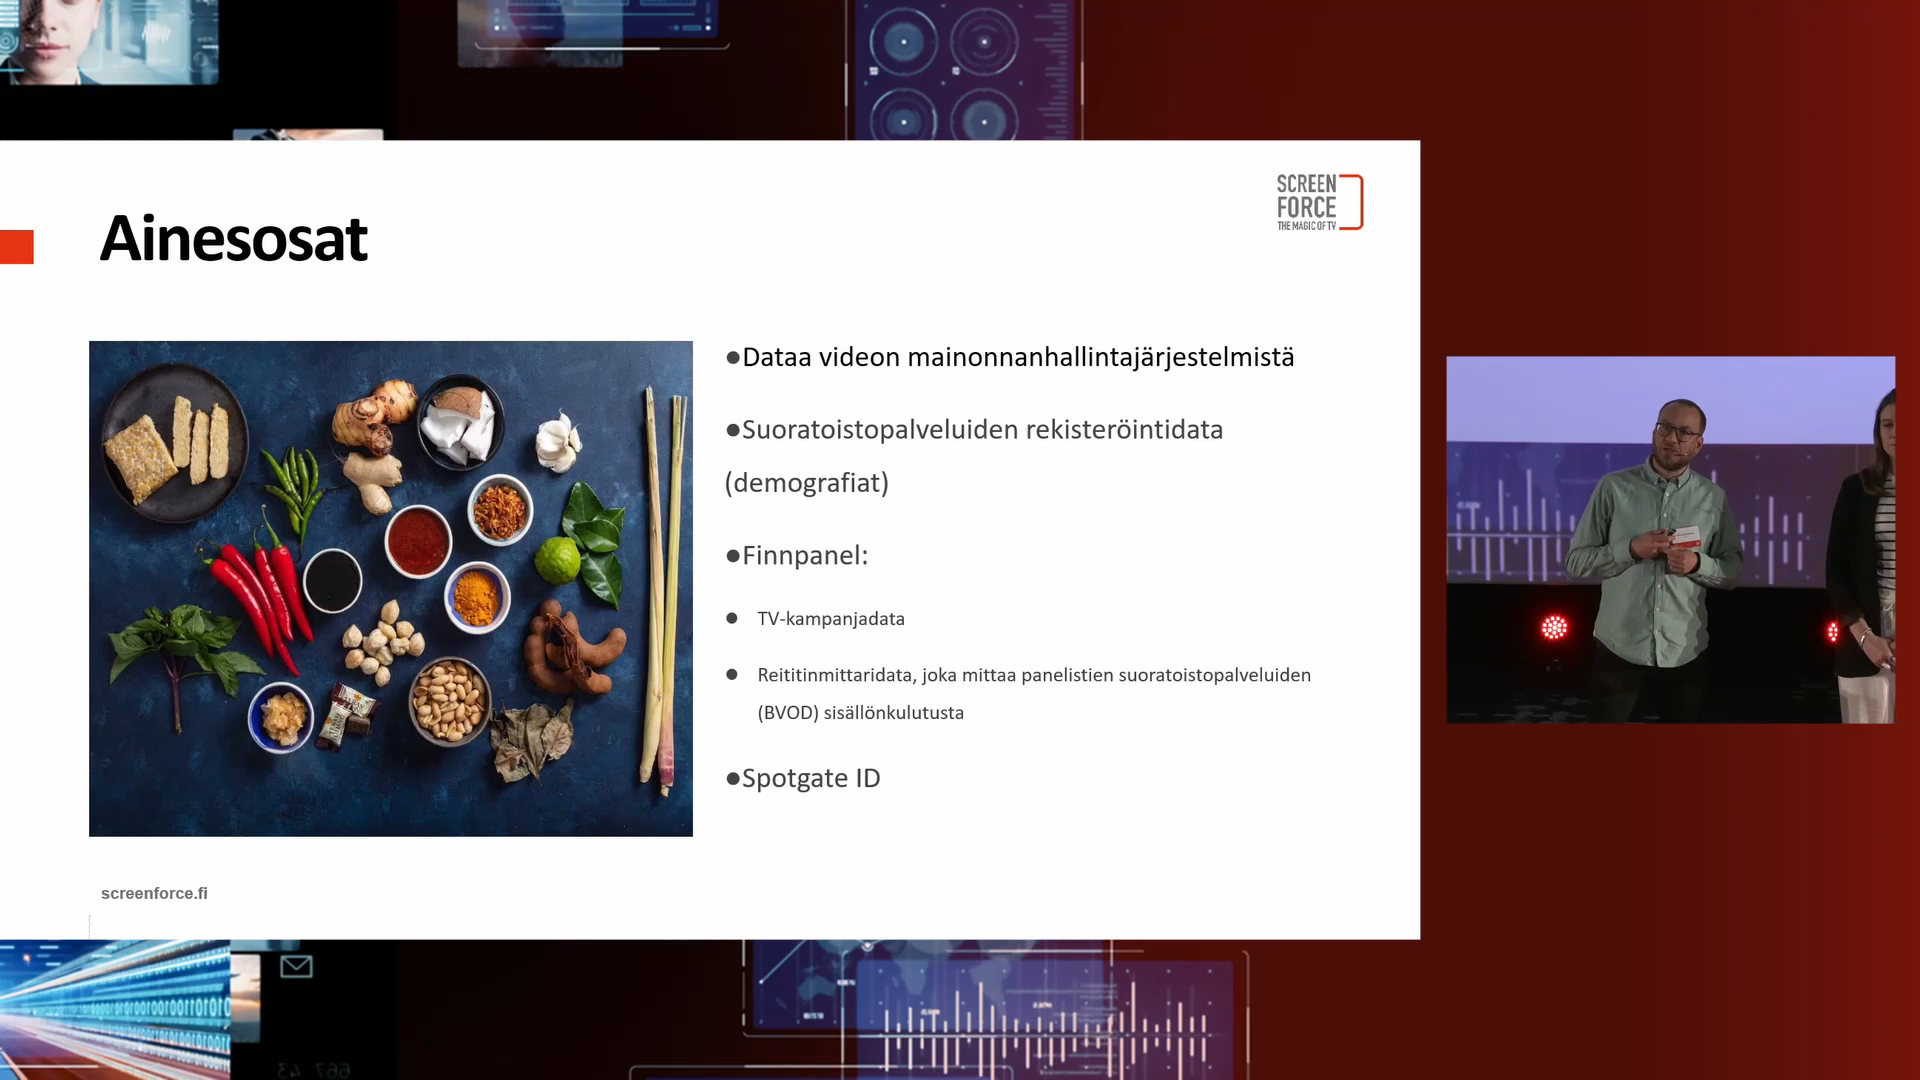 SCREEN
FORCE
THE MAGIC OF TV
Ainesosat
●Dataa videon mainonnanhallintajärjestelmistä
●Suoratoistopalveluiden rekisteröintidata
(demografiat)
●Finnpanel:
● TV-kampanjadata
● Reititinmittaridata, joka mittaa panelistien suoratoistopalveluiden
(BVOD) sisällönkulutusta
●Spotgate ID
screenforce.fi